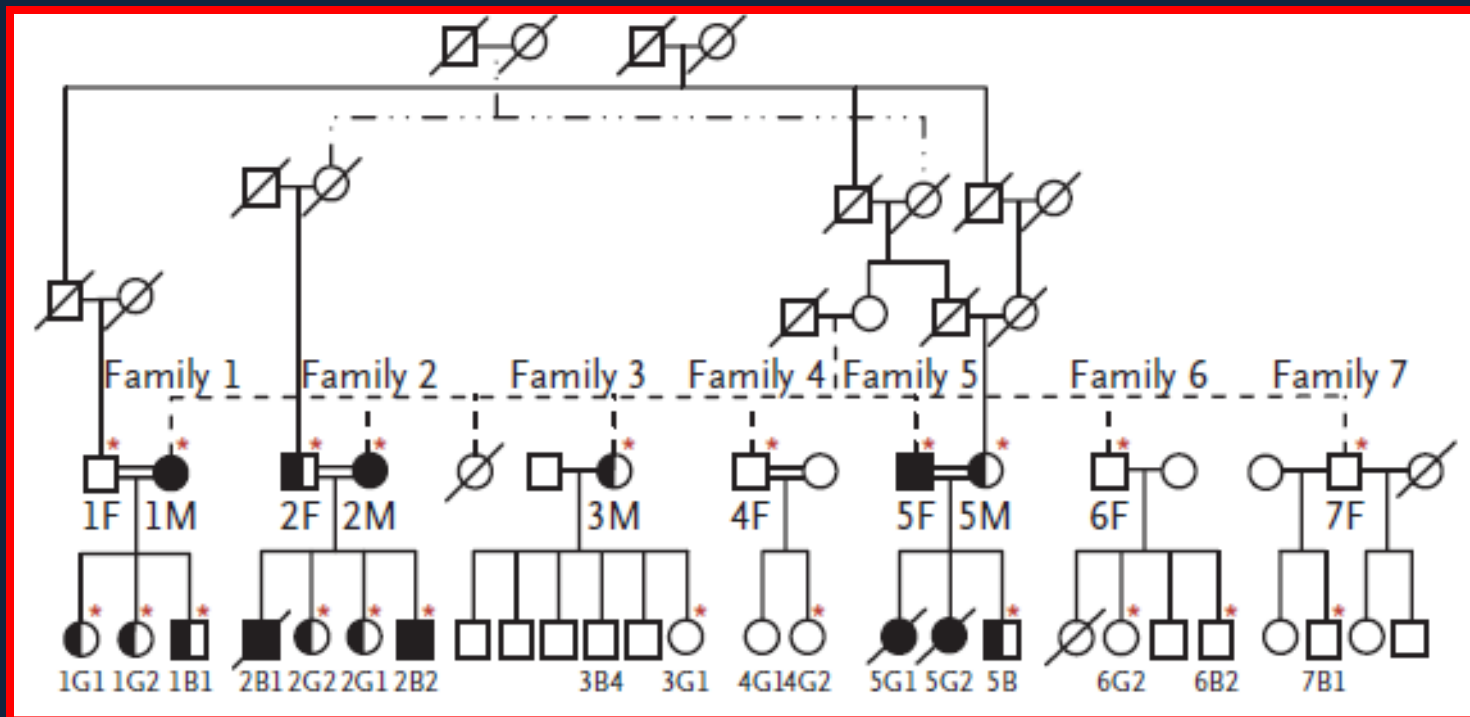 Family 1 Family 2 Family 3 Family 4 Family 5 Family 6 Family 7
* * * * * * * * * *
1F 1M 2F 2M 3M 4F 5F 5M 6F 7F
* * * * * * * * * * * *
1G1 1G2 1B1 2B1 2G2 2G1 2B2 3B4 3G1 4G1 4G2 5G1 5G2 5B 6G2 6B2 7B1